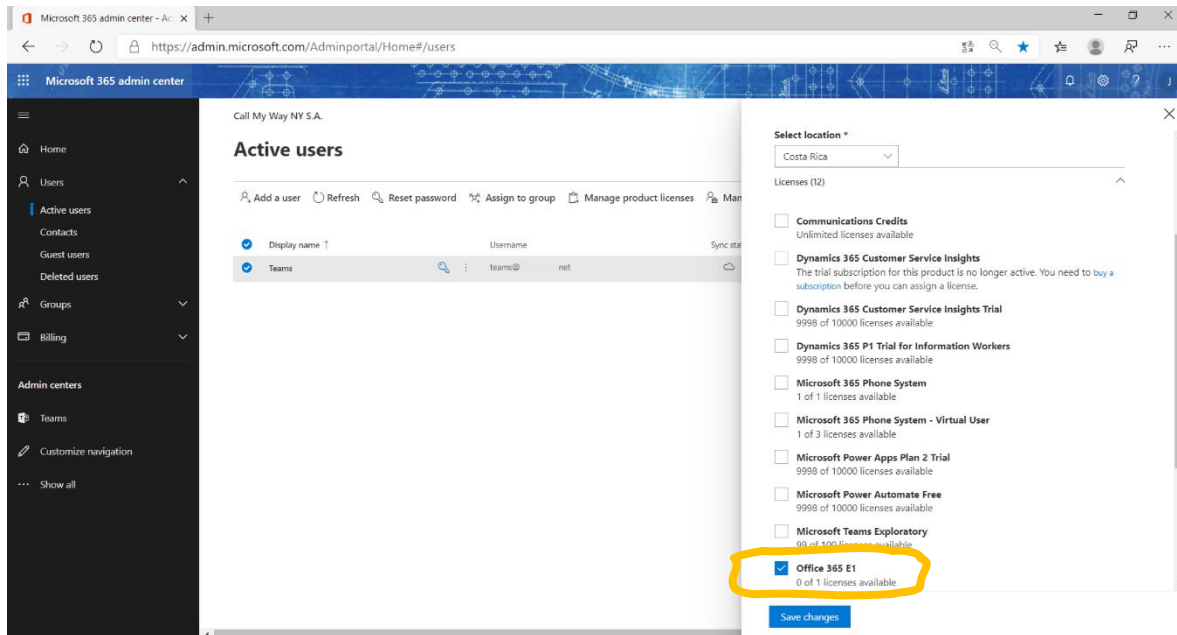 Microsoft 365 admin center - Ac
https://admin.microsoft.com/Adminportal/Home#/users
Microsoft 365 admin center
?
J
Home
Users
Active users
Contacts
Guest users
Deleted users
Groups
Billing
Admin centers
Teams
Customize navigation
Show all
Call My Way NY S.A.
Active users
Add a user Refresh Reset password Assign to group Manage product licenses Man
Display name ↑ Username Sync sta
Teams teams@ net
Select location *
Costa Rica
Licenses (12)
Communications Credits
Unlimited licenses available
Dynamics 365 Customer Service Insights
The trial subscription for this product is no longer active. You need to buy a
subscription before you can assign a license.
Dynamics 365 Customer Service Insights Trial
9998 of 10000 licenses available
Dynamics 365 P1 Trial for Information Workers
9998 of 10000 licenses available
Microsoft 365 Phone System
1 of 1 licenses available
Microsoft 365 Phone System - Virtual User
1 of 3 licenses available
Microsoft Power Apps Plan 2 Trial
9998 of 10000 licenses available
Microsoft Power Automate Free
9998 of 10000 licenses available
Microsoft Teams Exploratory
99 of 100 licenses available
Office 365 E1
0 of 1 licenses available
Save changes